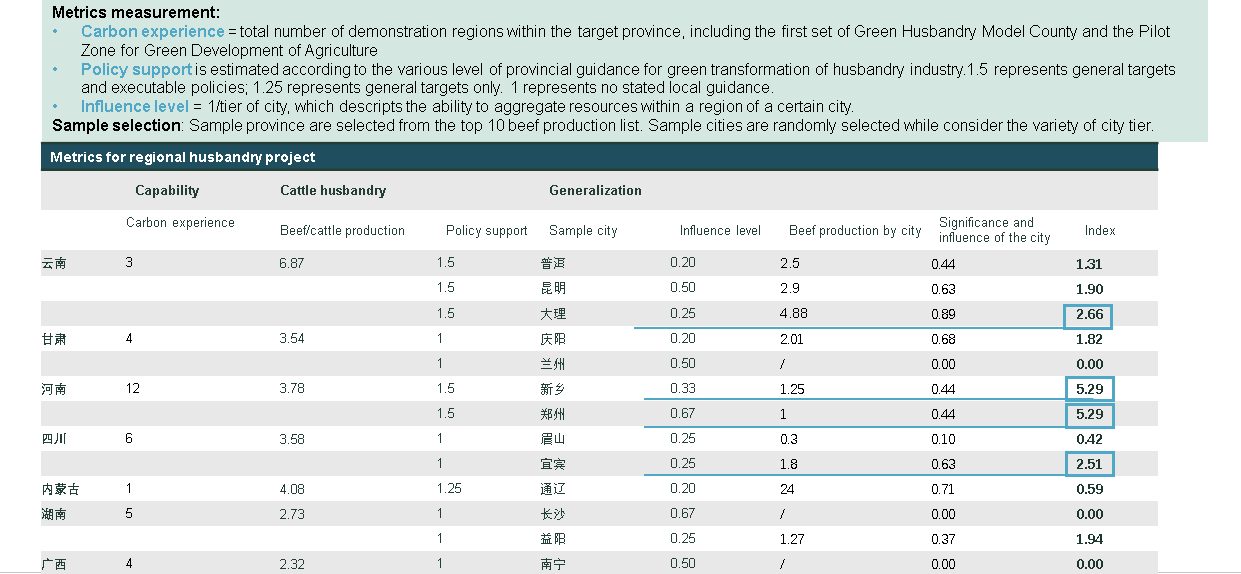 Metrics measurement:
• Carbon experience = total number of demonstration regions within the target province, including the first set of Green Husbandry Model County and the Pilot
Zone for Green Development of Agriculture
• Policy support is estimated according to the various level of provincial guidance for green transformation of husbandry industry.1.5 represents general targets
and executable policies; 1.25 represents general targets only. 1 represents no stated local guidance.
• Influence level = 1/tier of city, which descripts the ability to aggregate resources within a region of a certain city.
Sample selection: Sample province are selected from the top 10 beef production list. Sample cities are randomly selected while consider the variety of city tier.
Metrics for regional husbandry project
Capability Cattle husbandry Generalization
Carbon experience Beef/cattle production Policy support Sample city Influence level Beef production by city Significance and
influence of the city Index
云南 3 6.87 1.5 普洱 0.20 2.5 0.44 1.31
1.5 昆明 0.50 2.9 0.63 1.90
1.5 大理 0.25 4.88 0.89 2.66
甘肃 4 3.54 1 庆阳 0.20 2.01 0.68 1.82
1 兰州 0.50 / 0.00 0.00
河南 12 3.78 1.5 新乡 0.33 1.25 0.44 5.29
1.5 郑州 0.67 1 0.44 5.29
四川 6 3.58 1 眉山 0.25 0.3 0.10 0.42
1 宜宾 0.25 1.8 0.63 2.51
内蒙古 1 4.08 1.25 通辽 0.20 24 0.71 0.59
湖南 5 2.73 1 长沙 0.67 / 0.00 0.00
1 益阳 0.25 1.27 0.37 1.94
广西 4 2.32 1 南宁 0.50 / 0.00 0.00